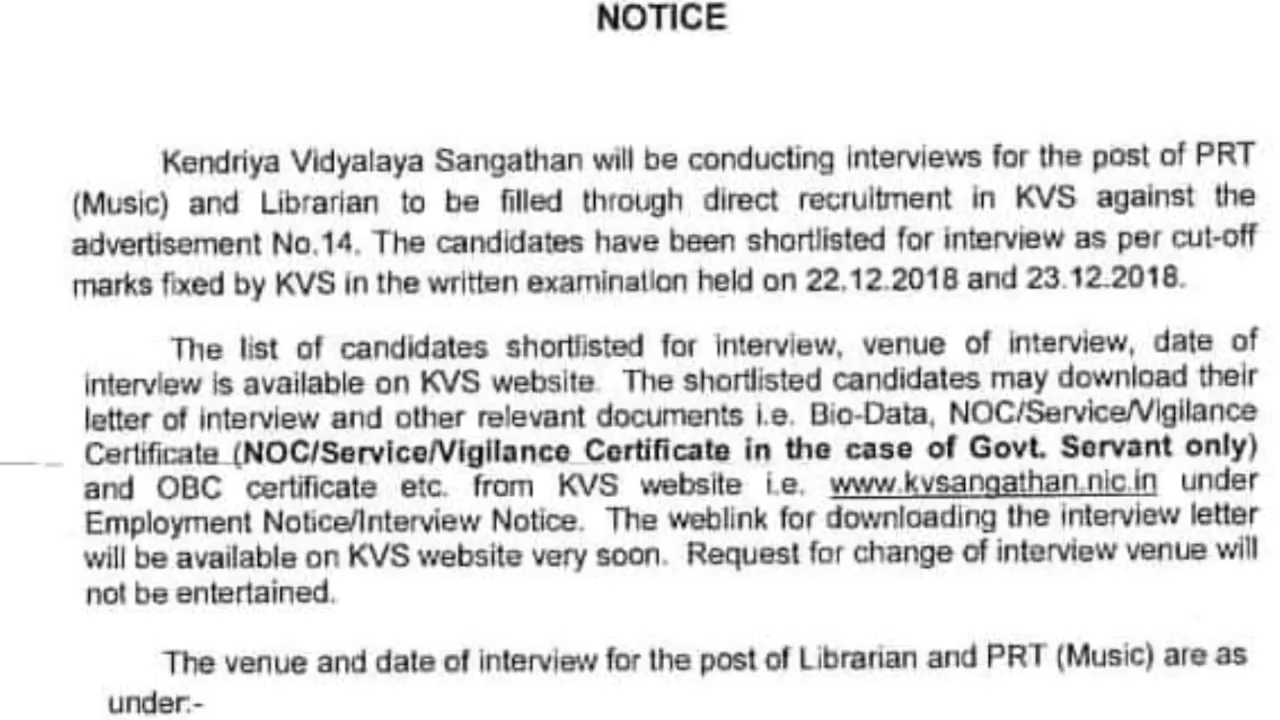 NOTICE
Kendriya Vidyalaya Sangathan will be conducting interviews for the post of PRT
(Music) and Librarian to be filled through direct recruitment in KVS against the
advertisement No.14. The candidates have been shortlisted for interview as per cut-off
marks fixed by KVS in the written examination held on 22.12.2018 and 23.12.2018.
The list of candidates shortlisted for interview, venue of interview, date of
interview is available on KVS website. The shortlisted candidates may download their
letter of interview and other relevant documents i.e. Bio-Data, NOC/Service/Vigilance
Certificate (NOC/Service/Vigilance Certificate in the case of Govt. Servant only)
and OBC certificate etc. from KVS website i.e. www.kvsangathan.nic.in under
Employment Notice/Interview Notice. The weblink for downloading the interview letter
will be available on KVS website very soon. Request for change of interview venue will
not be entertained.
The venue and date of interview for the post of Librarian and PRT (Music) are as
under:-